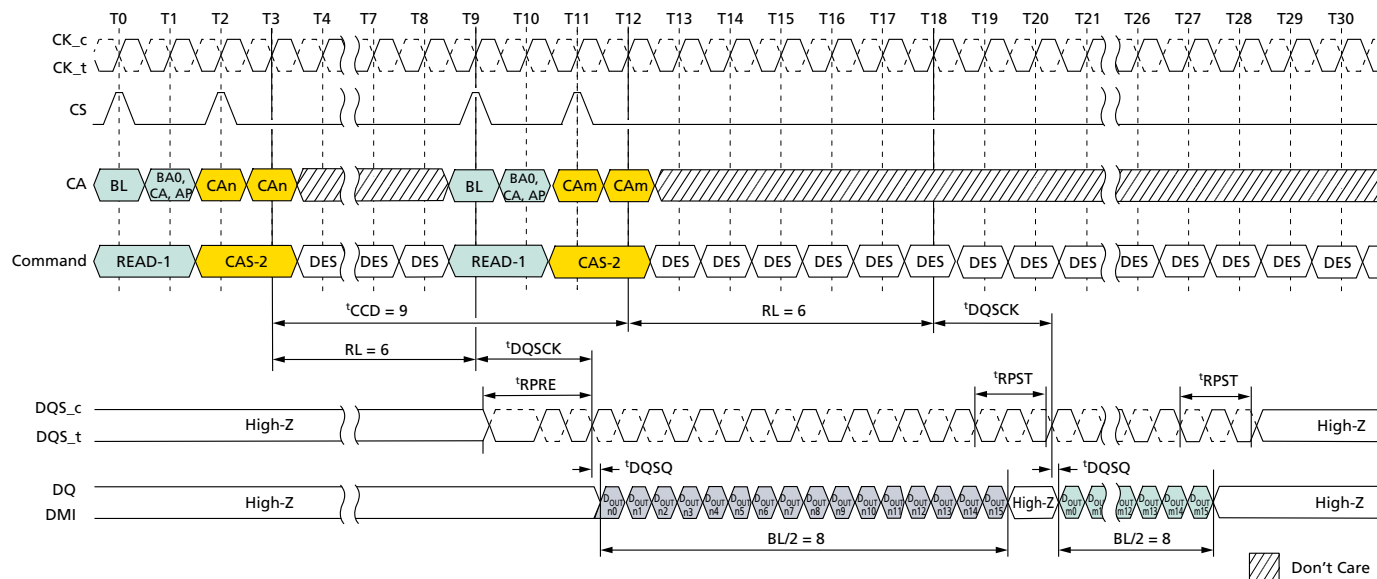 T0 T1 T2 T3 T4 T7 T8 T9 T10 T11 T12 T13 T14 T15 T16 T17 T18 T19 T20 T21 T26 T27 T28 T29 T30
CK_c
CK_t
CS
CA BL BA0, CA, AP CAn CAn BL BA0, CA, AP CAm CAm
Command READ-1 CAS-2 DES DES DES READ-1 CAS-2 DES DES DES DES DES DES DES DES DES DES DES DES DES DES
tCCD = 9 RL = 6 tDQSCK
RL = 6 tDQSCK
tRPRE tRPST tRPST
DQS_c
DQS_t High-Z High-Z
tDQSQ tDQSQ
DQ
DMI High-Z DOUT n0 DOUT n1 DOUT n2 DOUT n3 DOUT n4 DOUT n5 DOUT n6 DOUT n7 DOUT n8 DOUT n9 DOUT n10 DOUT n11 DOUT n12 DOUT n13 DOUT n14 DOUT n15 High-Z DOUT m0 DOUT m1 DOUT m12 DOUT m13 DOUT m14 DOUT m15 High-Z
BL/2 = 8 BL/2 = 8
Don't Care